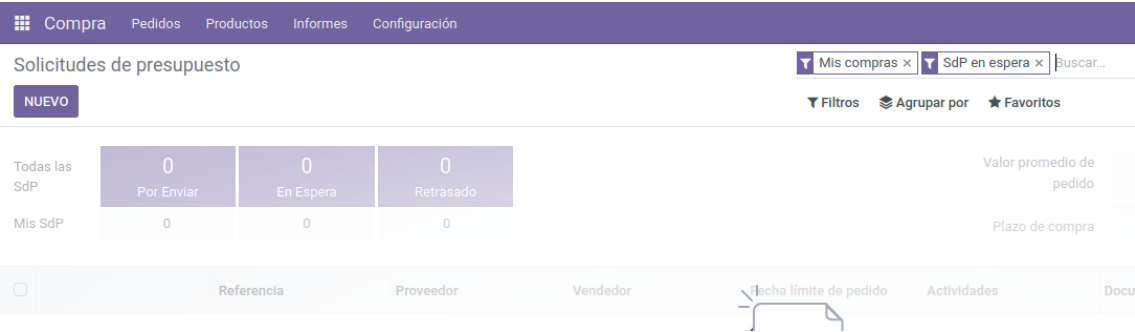 Compra Pedidos Productos Informes Configuración
Solicitudes de presupuesto
Mis compras × SdP en espera × Buscar...
NUEVO
Filtros Agrupar por Favoritos
Todas las SdP
0 Por Enviar
0 En Espera
0 Retrasado
Valor promedio de pedido
Mis SdP 0 0 0
Plazo de compra
Referencia Proveedor Vendedor Fecha límite de pedido Actividades Docu